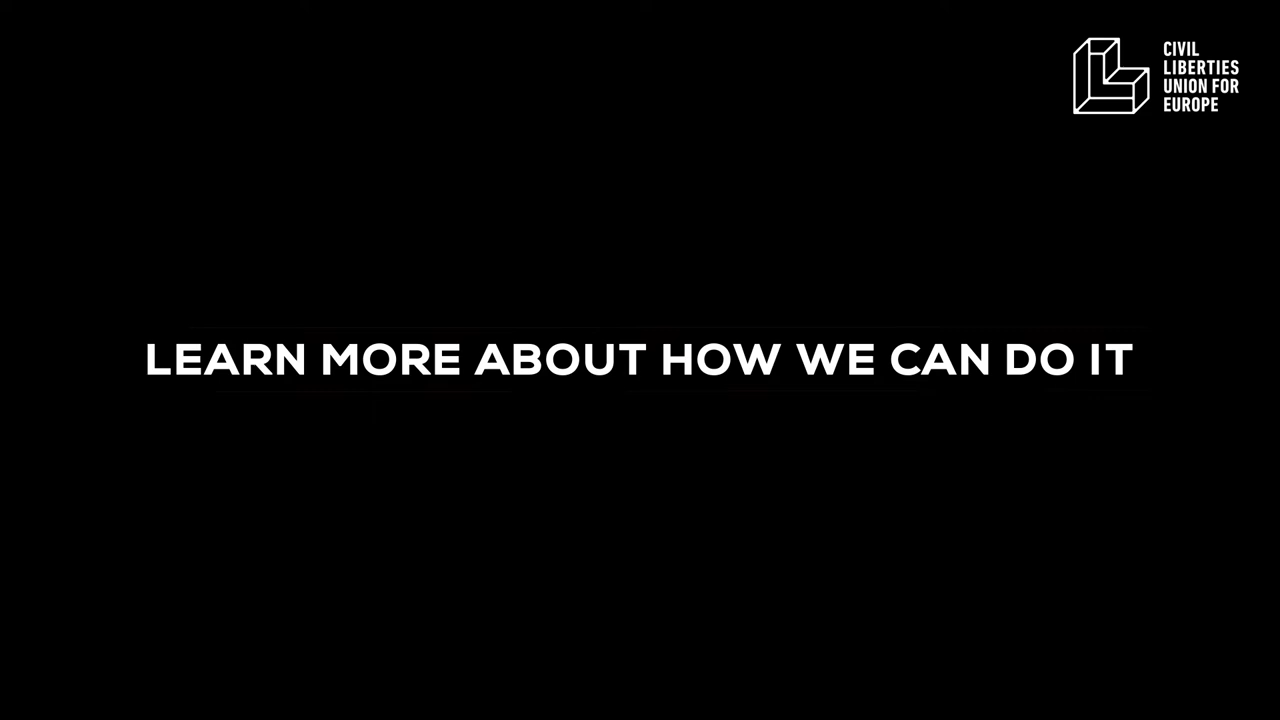 CIVIL
LIBERTIES
UNION FOR
EUROPE
LEARN MORE ABOUT HOW WE CAN DO IT